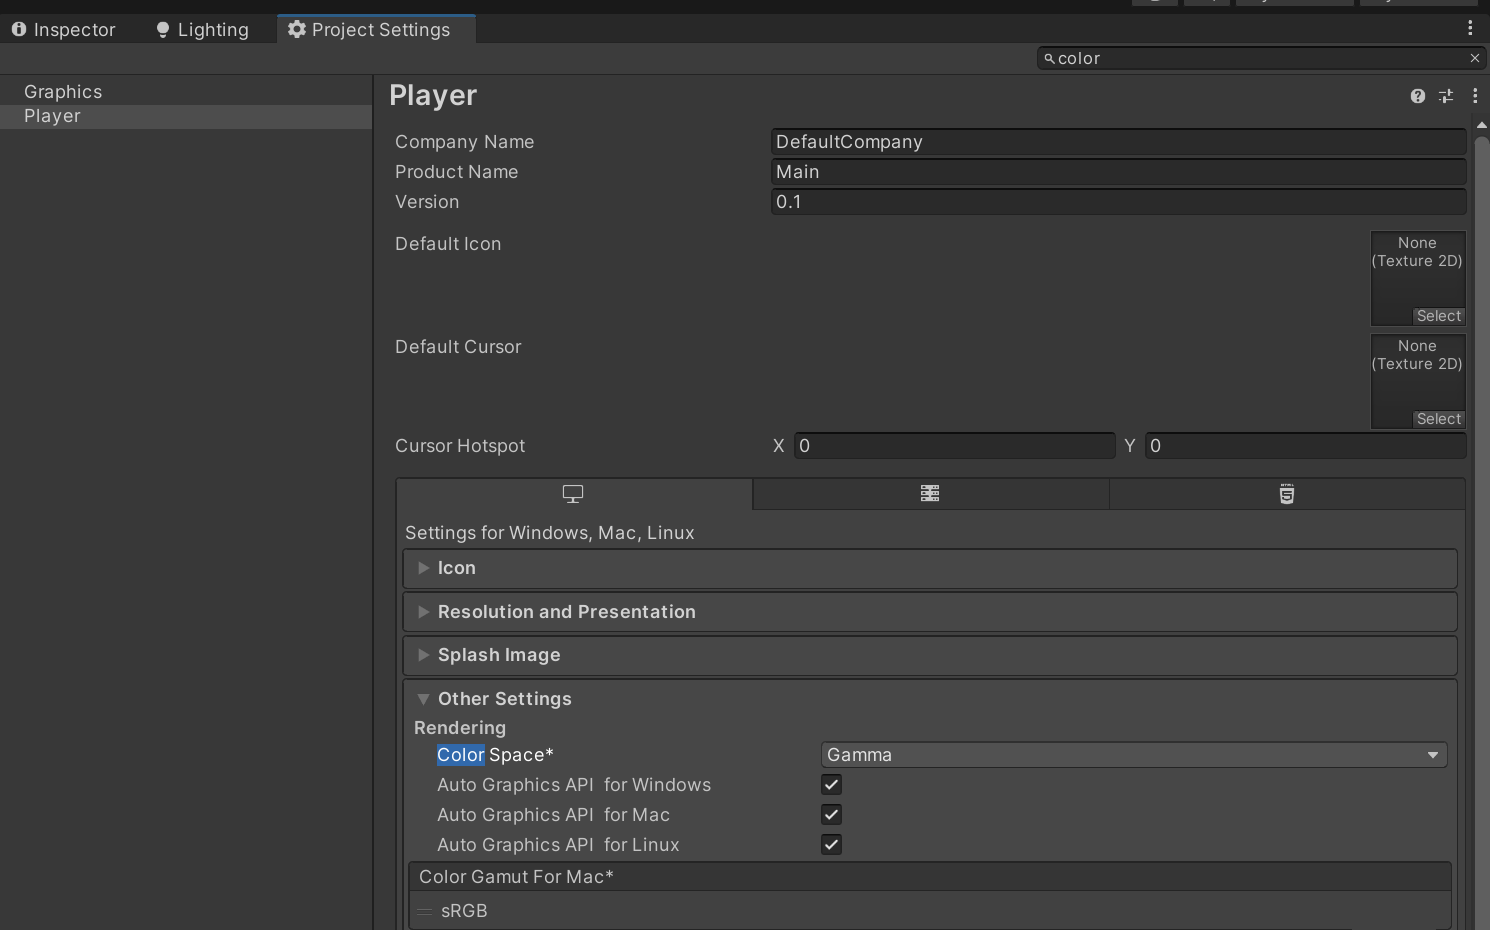 Inspector
Lighting
Project Settings
color
Graphics
Player
Player
Company Name
DefaultCompany
Product Name
Main
Version
0.1
Default Icon
None
(Texture 2D)
Select
Default Cursor
None
(Texture 2D)
Select
Cursor Hotspot
X 0
Y 0
Settings for Windows, Mac, Linux
Icon
Resolution and Presentation
Splash Image
Other Settings
Rendering
Color Space*
Gamma
Auto Graphics API for Windows
Auto Graphics API for Mac
Auto Graphics API for Linux
Color Gamut For Mac*
sRGB